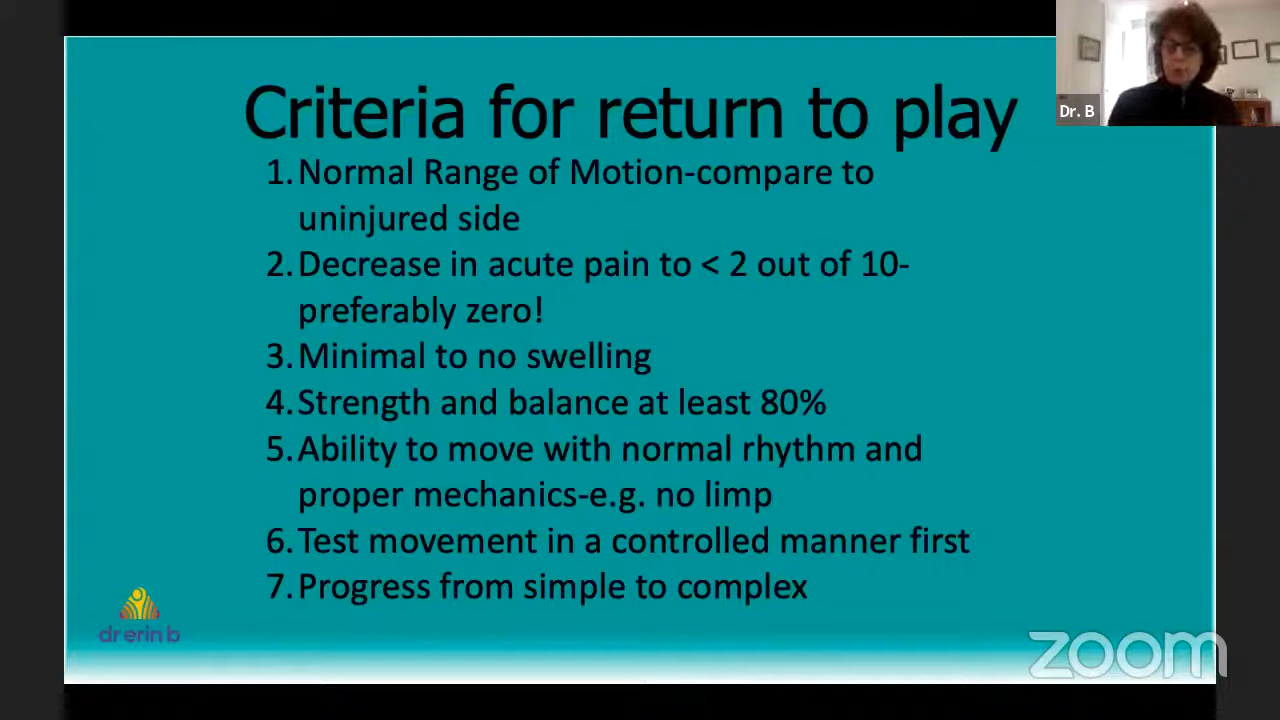 Criteria for return to play
Dr. B
1. Normal Range of Motion-compare to
uninjured side
2. Decrease in acute pain to < 2 out of 10-
preferably zero!
3. Minimal to no swelling
4. Strength and balance at least 80%
5. Ability to move with normal rhythm and
proper mechanics-e.g. no limp
6. Test movement in a controlled manner first
7. Progress from simple to complex
dr erin b
zoom